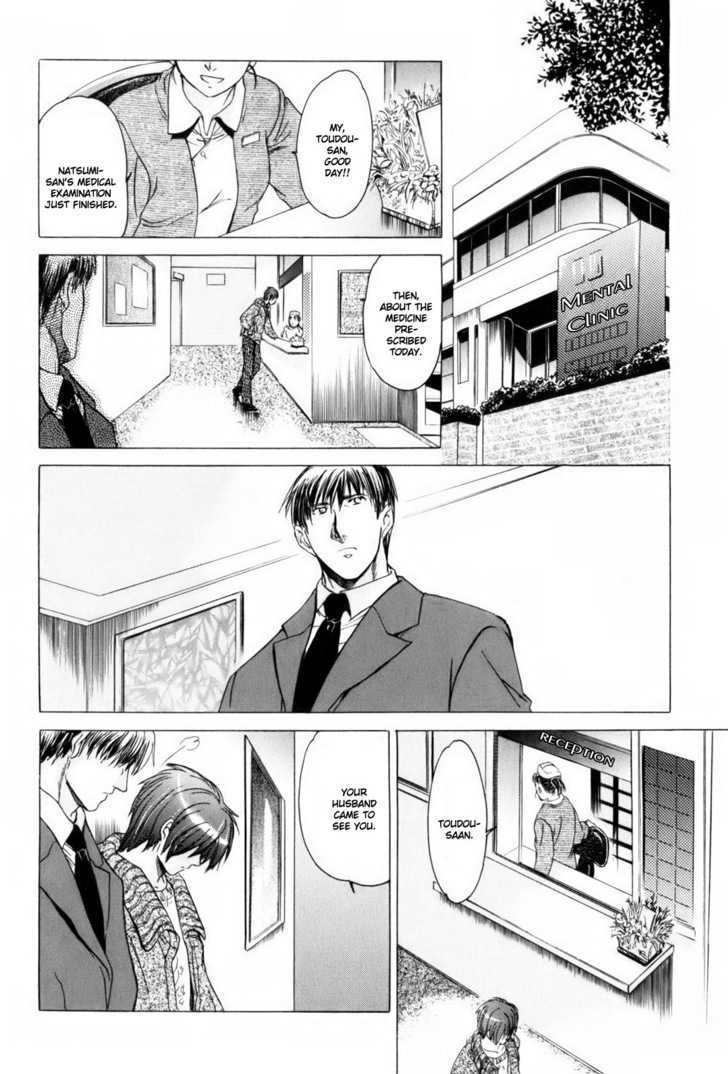 MENTAL
CLINIC
MY,
TOUDOU-
SAN,
GOOD
DAY!!
NATSUMI-
SAN'S MEDICAL
EXAMINATION
JUST FINISHED.
THEN,
ABOUT THE
MEDICINE
PRE-
SCRIBED
TODAY.
RECEPTION
TOUDOU-
SAAN.
YOUR
HUSBAND
CAME TO
SEE YOU.